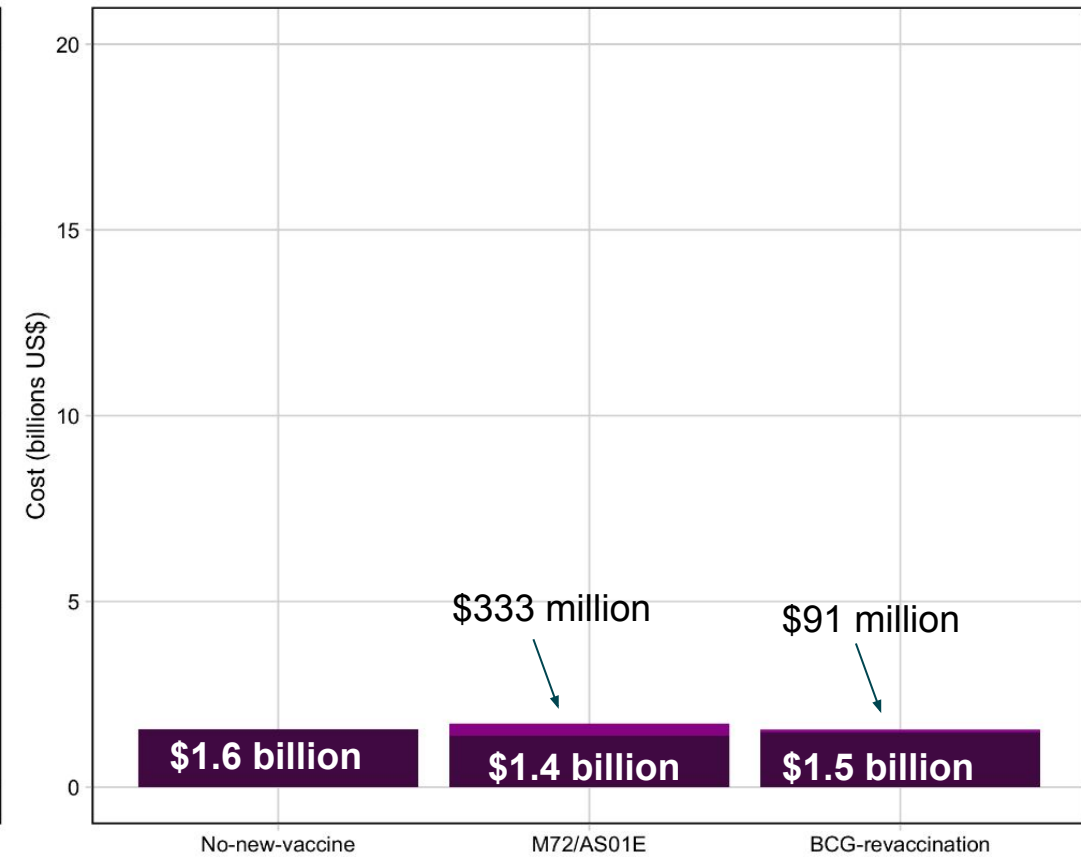 20
15
10
5
0
Cost (billions US$)
$333 million
$91 million
$1.6 billion
$1.4 billion
$1.5 billion
No-new-vaccine
M72/AS01E
BCG-revaccination